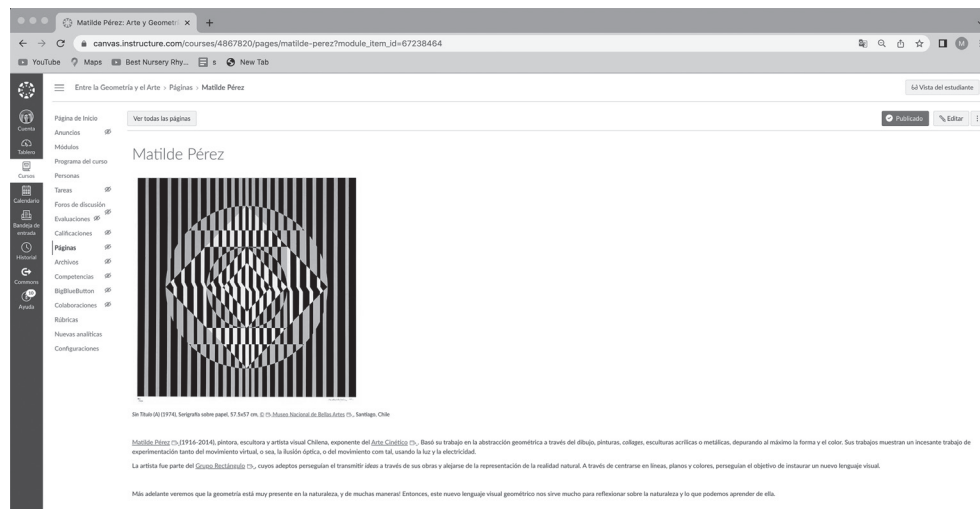 Matilde Pérez: Arte y Geometrí
canvas.instructure.com/courses/4867820/pages/matilde-perez?module_item_id=67238464
M
YouTube Maps Best Nursery Rhy... s New Tab
Entre la Geometría y el Arte > Páginas > Matilde Pérez
Vista del estudiante
Cuenta
Tablero
Cursos
Calendario
Bandeja de
entrada
Historial
Commons
Ayuda
Página de Inicio
Anuncios
Módulos
Programa del curso
Personas
Tareas
Foros de discusión
Evaluaciones
Calificaciones
Páginas
Archivos
Competencias
BigBlueButton
Colaboraciones
Rúbricas
Nuevas analíticas
Configuraciones
Ver todas las páginas
Publicado
Editar
Matilde Pérez
Sin Título (A) (1974), Serigrafía sobre papel, 57.5x57 cm, © Museo Nacional de Bellas Artes , Santiago, Chile
Matilde Pérez (1916-2014), pintora, escultora y artista visual Chilena, exponente del Arte Cinético . Basó su trabajo en la abstracción geométrica a través del dibujo, pinturas, collages, esculturas acrílicas o metálicas, depurando al máximo la forma y el color. Sus trabajos muestran un incesante trabajo de
experimentación tanto del movimiento virtual, o sea, la ilusión óptica, o del movimiento com tal, usando la luz y la electricidad.
La artista fue parte del Grupo Rectángulo , cuyos adeptos perseguían el transmitir ideas a través de sus obras y alejarse de la representación de la realidad natural. A través de centrarse en líneas, planos y colores, perseguían el objetivo de instaurar un nuevo lenguaje visual.
Más adelante veremos que la geometría está muy presente en la naturaleza, y de muchas maneras! Entonces, este nuevo lenguaje visual geométrico nos sirve mucho para reflexionar sobre la naturaleza y lo que podemos aprender de ella.